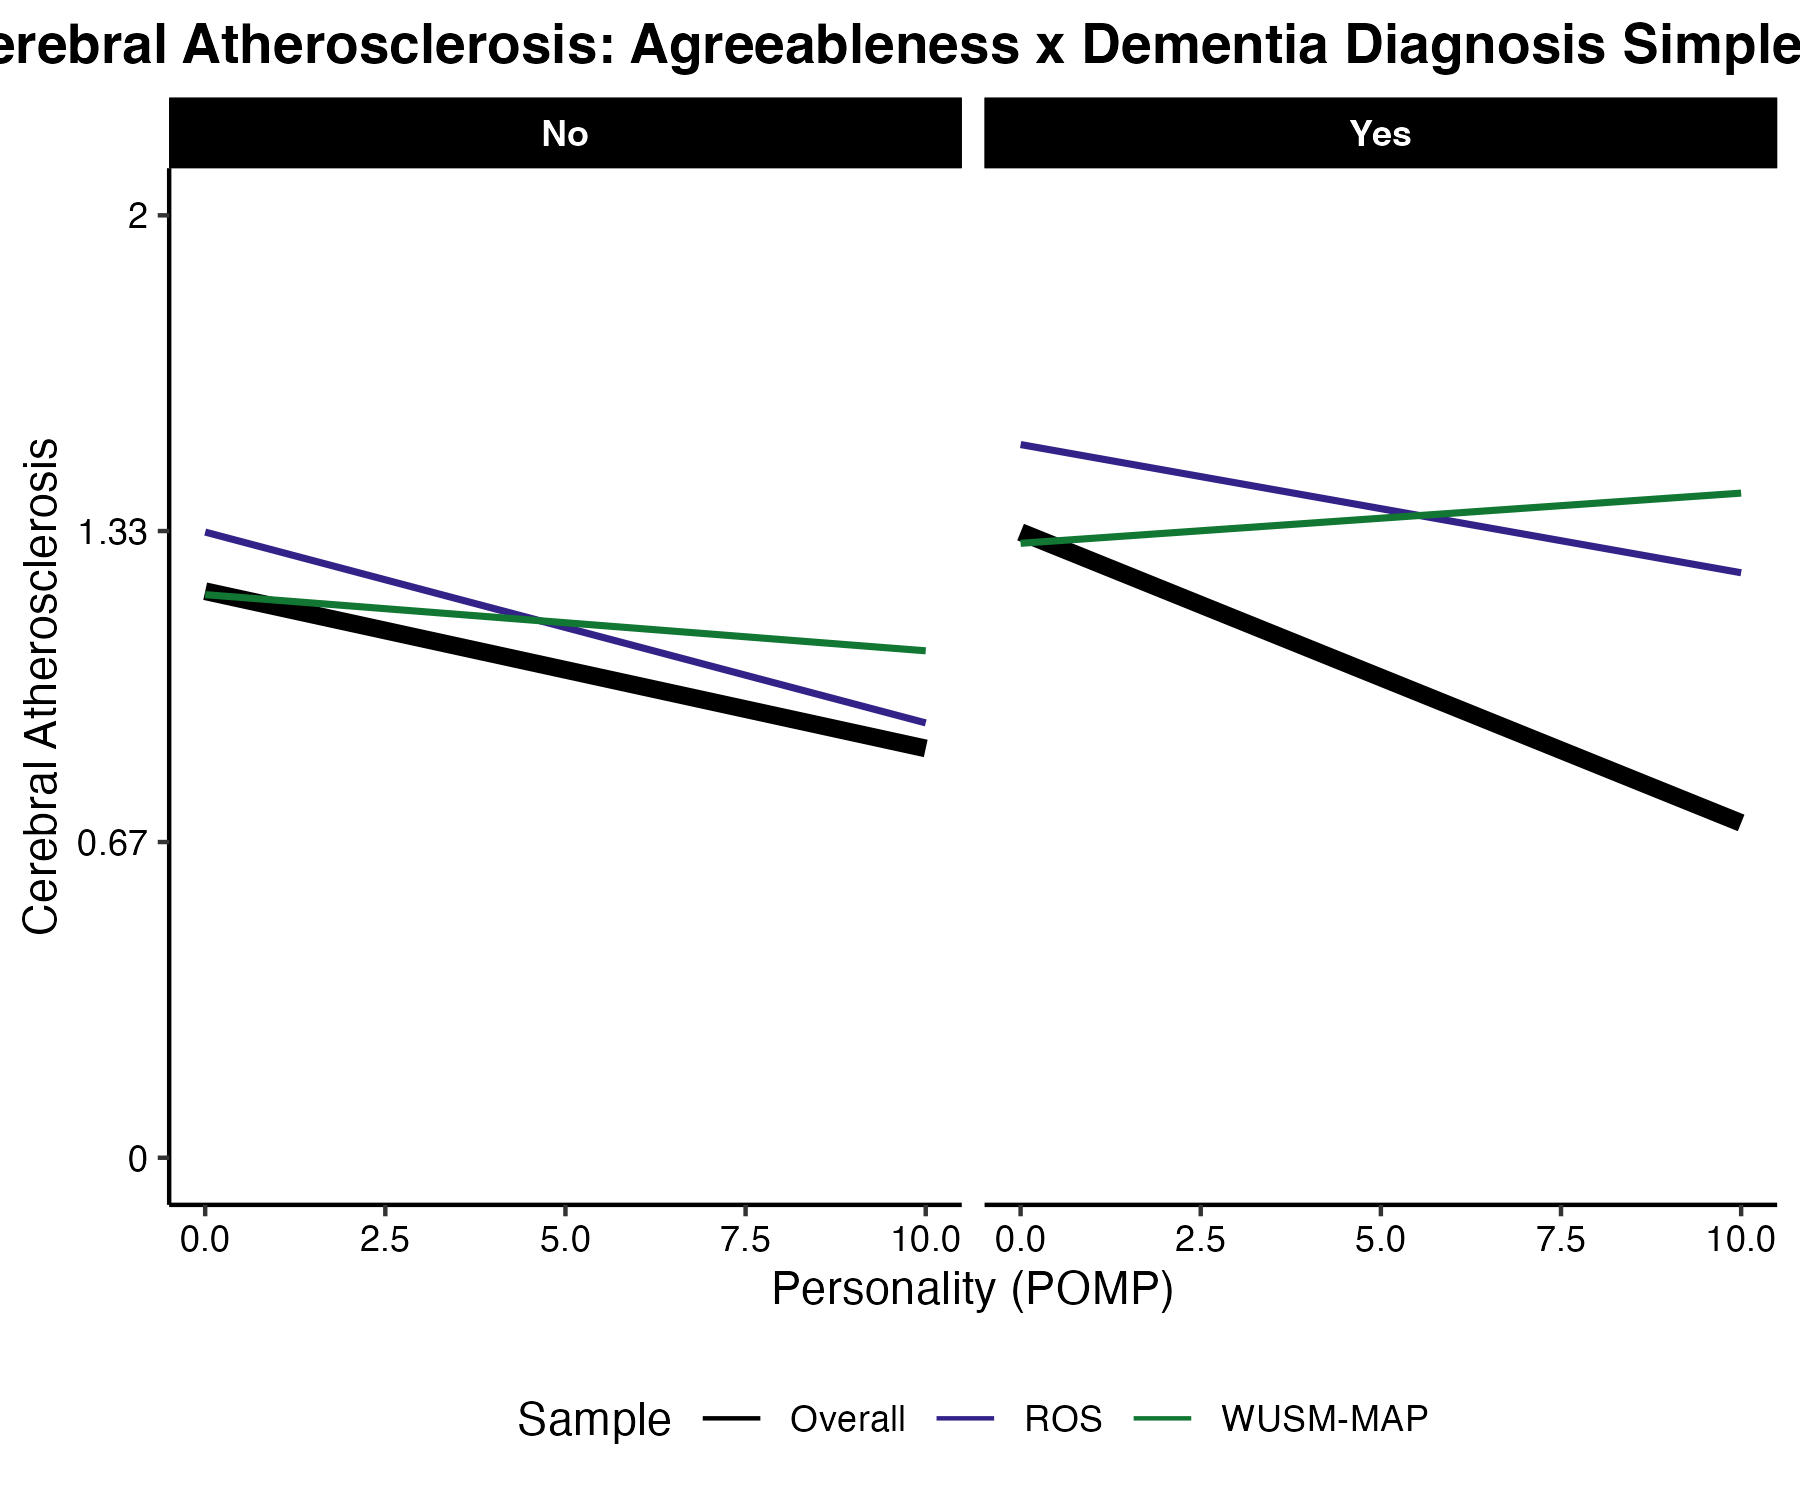 erebral Atherosclerosis: Agreeableness x Dementia Diagnosis Simple
No
Yes
Cerebral Atherosclerosis
2
1.33
0.67
0
0.0 2.5 5.0 7.5 10.0 0.0 2.5 5.0 7.5 10.0
Personality (POMP)
Sample Overall ROS WUSM-MAP